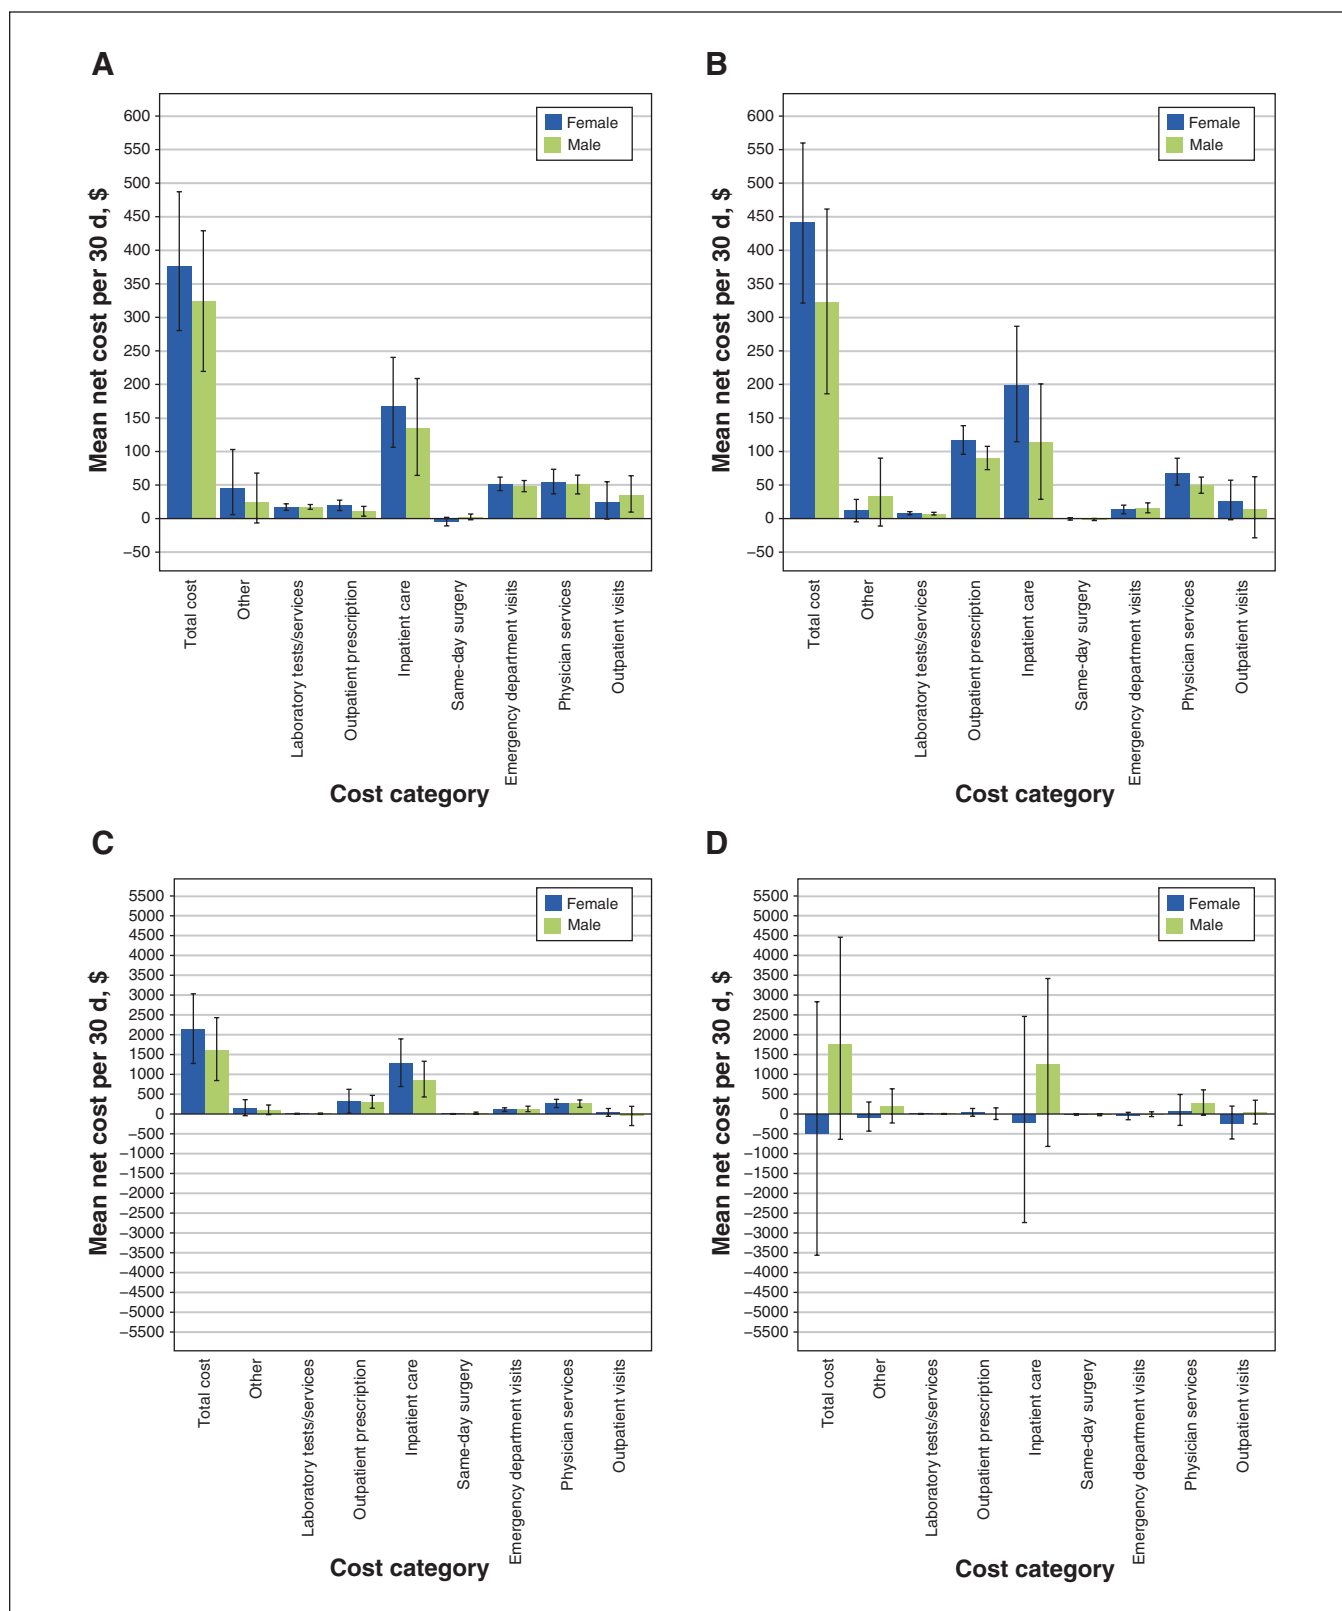 A
Mean net cost per 30 d, $
600
550
500
450
400
350
300
250
200
150
100
50
0
−50
Female
Male
Total cost
Other
Laboratory tests/services
Outpatient prescription
Inpatient care
Same-day surgery
Emergency department visits
Physician services
Outpatient visits
Cost category
B
Mean net cost per 30 d, $
600
550
500
450
400
350
300
250
200
150
100
50
0
−50
Female
Male
Total cost
Other
Laboratory tests/services
Outpatient prescription
Inpatient care
Same-day surgery
Emergency department visits
Physician services
Outpatient visits
Cost category
C
Mean net cost per 30 d, $
5500
5000
4500
4000
3500
3000
2500
2000
1500
1000
500
0
−500
−1000
−1500
−2000
−2500
−3000
−3500
−4000
−4500
−5000
−5500
Female
Male
Total cost
Other
Laboratory tests/services
Outpatient prescription
Inpatient care
Same-day surgery
Emergency department visits
Physician services
Outpatient visits
Cost category
D
Mean net cost per 30 d, $
5500
5000
4500
4000
3500
3000
2500
2000
1500
1000
500
0
−500
−1000
−1500
−2000
−2500
−3000
−3500
−4000
−4500
−5000
−5500
Female
Male
Total cost
Other
Laboratory tests/services
Outpatient prescription
Inpatient care
Same-day surgery
Emergency department visits
Physician services
Outpatient visits
Cost category